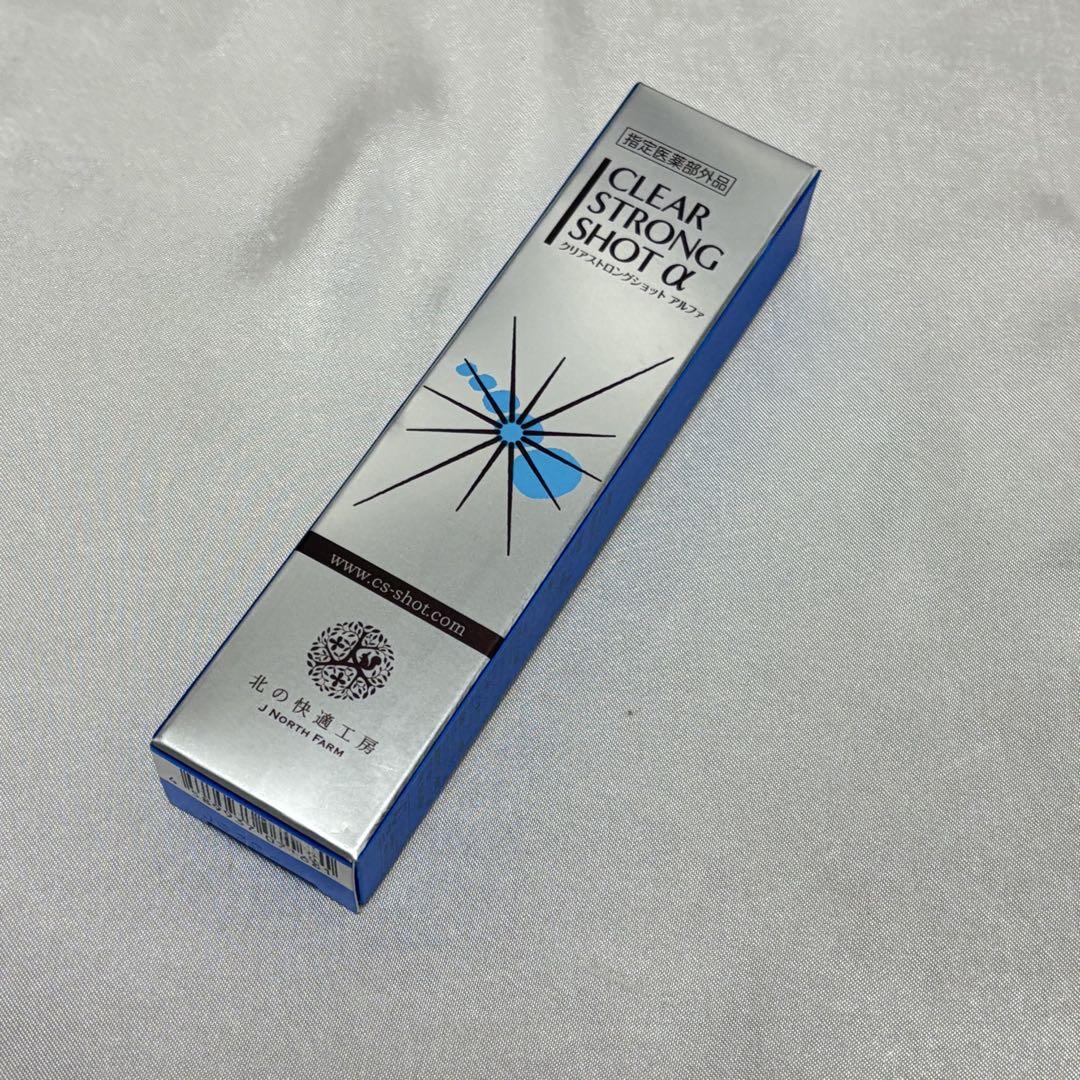 指定医薬部外品
CLEAR
STRONG
SHOT α
クリアストロングショット アルファ
www.cs-shot.com
北の快適工房
J NORTH FARM